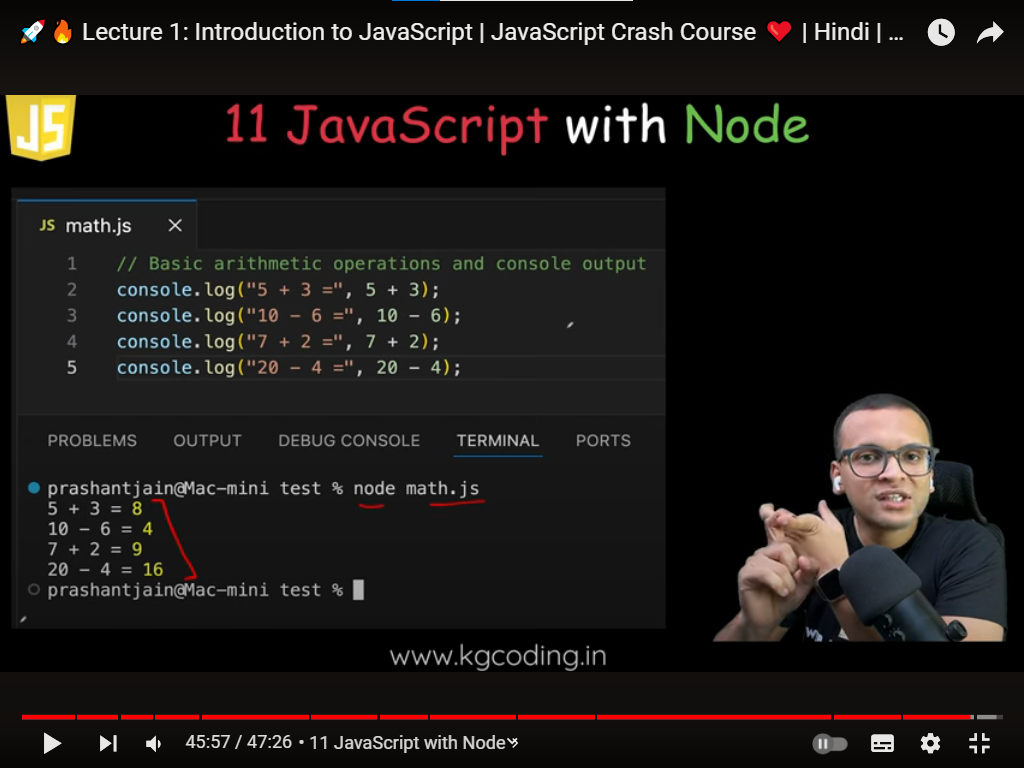 🚀🔥 Lecture 1: Introduction to JavaScript | JavaScript Crash Course ❤️ | Hindi | ...
JS
11 JavaScript with Node
JS math.js
1 // Basic arithmetic operations and console output
2 console.log("5 + 3 =", 5 + 3);
3 console.log("10 - 6 =", 10 - 6);
4 console.log("7 + 2 =", 7 + 2);
5 console.log("20 - 4 =", 20 - 4);
PROBLEMS OUTPUT DEBUG CONSOLE TERMINAL PORTS
prashantjain@Mac-mini test % node math.js
5 + 3 = 8
10 - 6 = 4
7 + 2 = 9
20 - 4 = 16
prashantjain@Mac-mini test %
www.kgcoding.in
45:57 / 47:26 • 11 JavaScript with Node